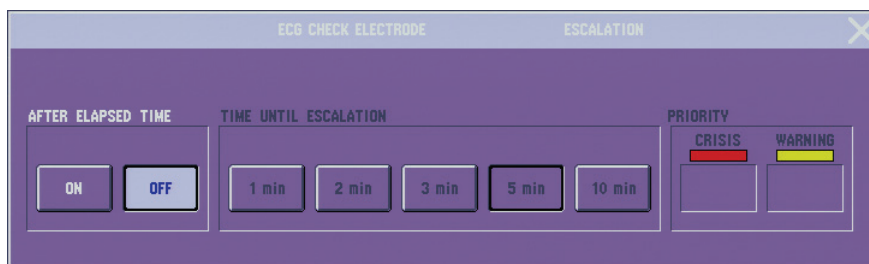 ECG CHECK ELECTRODE ESCALATION
AFTER ELAPSED TIME TIME UNTIL ESCALATION PRIORITY
CRISIS WARNING
ON OFF 1 min 2 min 3 min 5 min 10 min